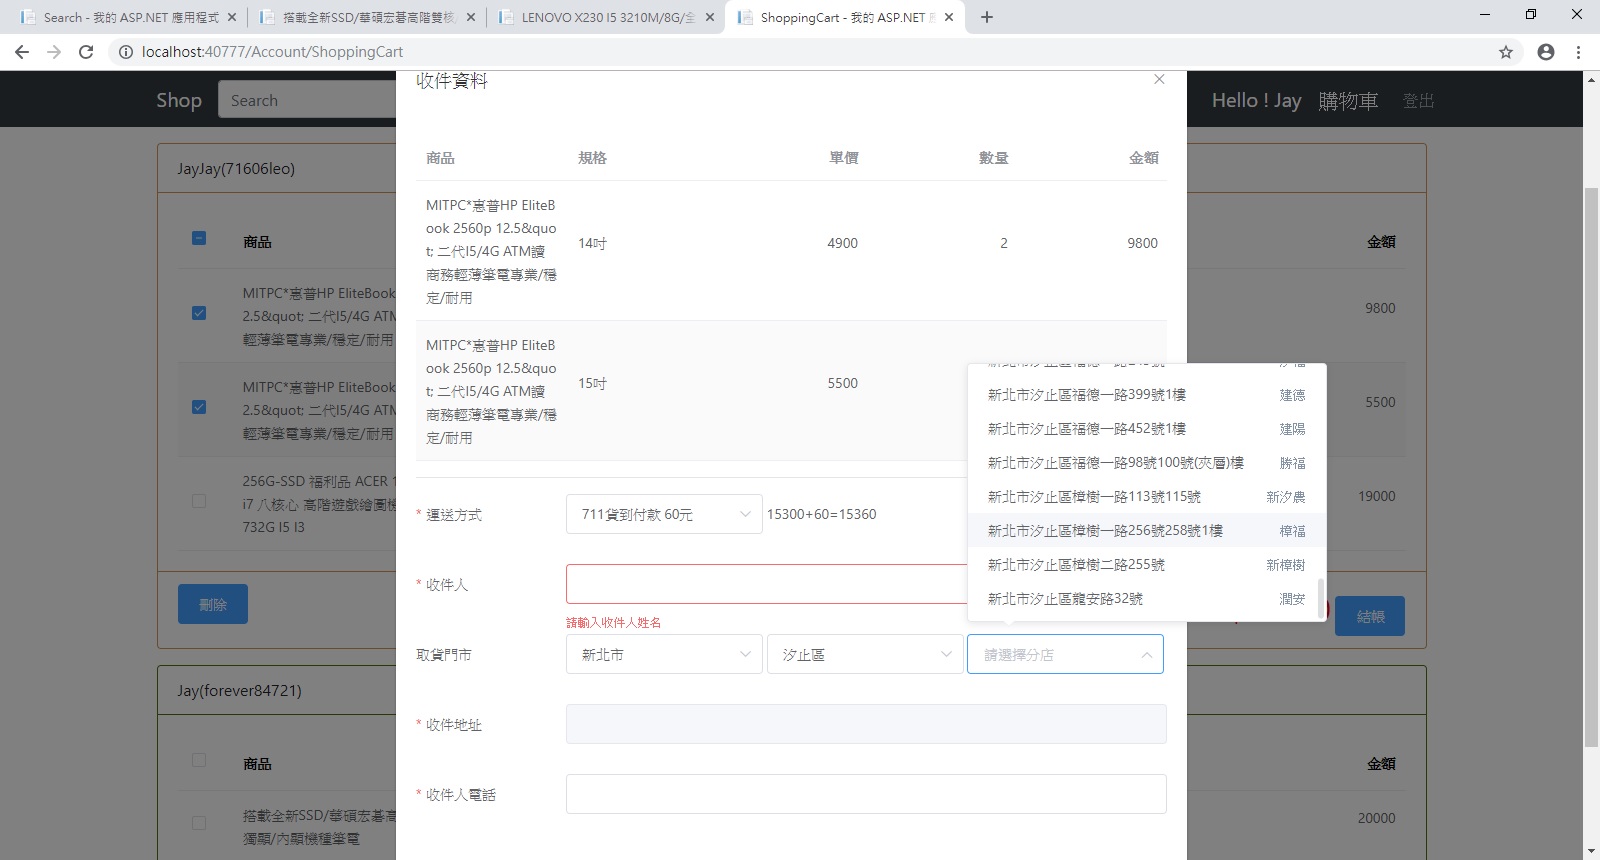 Search - 我的 ASP.NET 應用程式
搭載全新SSD/華碩宏碁高階雙核
LENOVO X230 I5 3210M/8G/全
ShoppingCart - 我的 ASP.NET
localhost:40777/Account/ShoppingCart
Shop
Search
Hello ! Jay
購物車
登出
收件資料
JayJay(71606leo)
商品
金額
MITPC*惠普HP EliteBook
2.5&quot; 二代I5/4G ATM
輕薄筆電專業/穩定/耐用
9800
MITPC*惠普HP EliteBook
2.5&quot; 二代I5/4G ATM
輕薄筆電專業/穩定/耐用
5500
256G-SSD 福利品 ACER 1
i7 八核心 高階遊戲繪圖機
732G I5 I3
19000
刪除
結帳
Jay(forever84721)
商品
金額
搭載全新SSD/華碩宏碁高
獨顯/內顯機種筆電
20000
商品 規格 單價 數量 金額
MITPC*惠普HP EliteB
ook 2560p 12.5&quo
t; 二代I5/4G ATM讀
商務輕薄筆電專業/穩
定/耐用
14吋 4900 2 9800
MITPC*惠普HP EliteB
ook 2560p 12.5&quo
t; 二代I5/4G ATM讀
商務輕薄筆電專業/穩
定/耐用
15吋 5500
* 運送方式 711貨到付款 60元 15300+60=15360
* 收件人
請輸入收件人姓名
取貨門市 新北市 汐止區 請選擇分店
* 收件地址
* 收件人電話
新北市汐止區福德一路399號1樓 建德
新北市汐止區福德一路452號1樓 建陽
新北市汐止區福德一路98號100號(夾層)樓 勝福
新北市汐止區樟樹一路113號115號 新汐農
新北市汐止區樟樹一路256號258號1樓 樟福
新北市汐止區樟樹二路255號 新樟樹
新北市汐止區龍安路32號 潤安